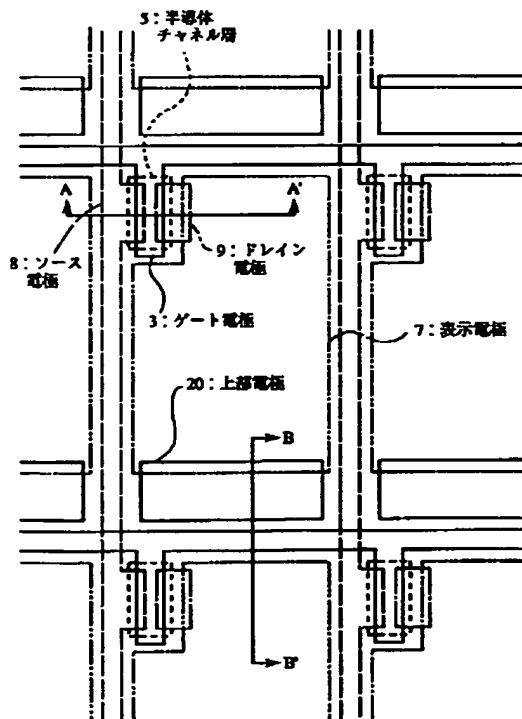 5：半導体
チャネル層
A
A'
8：ソース
電極
9：ドレイン
電極
3：ゲート電極
7：表示電極
20：上部電極
B
B'